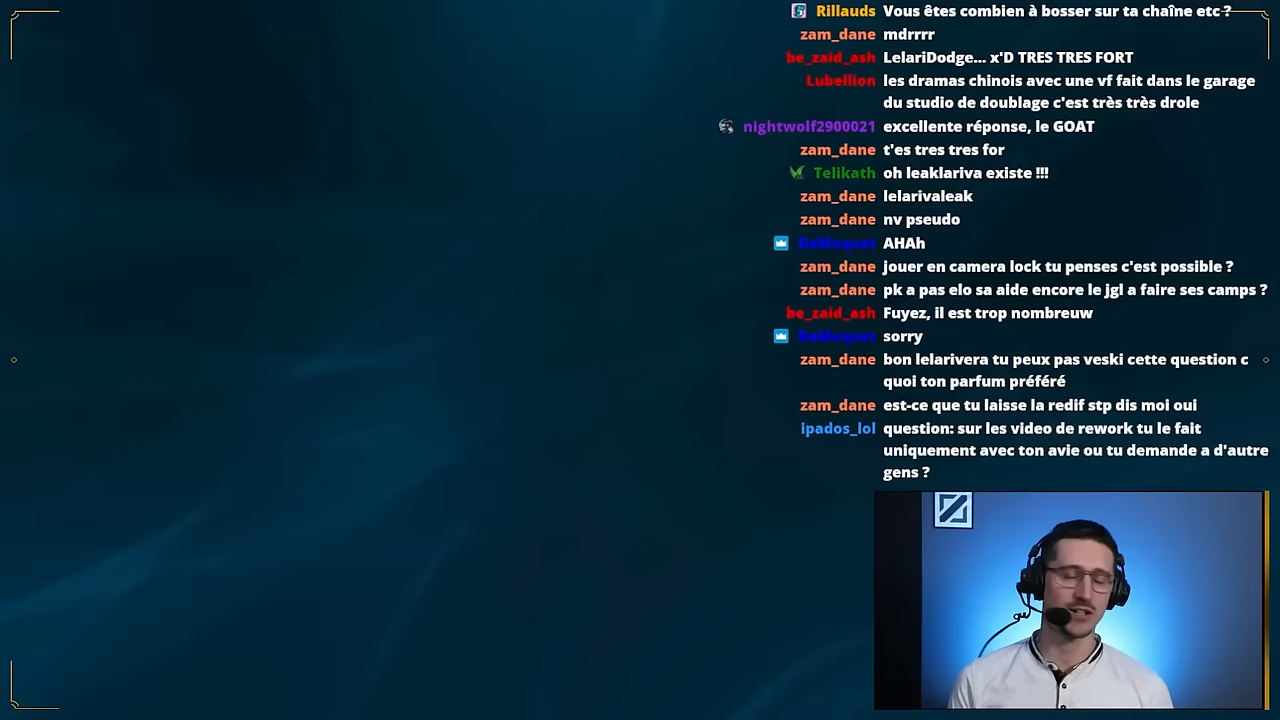 Rillauds Vous êtes combien à bosser sur ta chaîne etc ?
zam_dane mdrrrr
be_zaid_ash LelariDodge... x'D TRES TRES FORT
Lubellion les dramas chinois avec une vf fait dans le garage
du studio de doublage c'est très très drole
nightwolf2900021 excellente réponse, le GOAT
zam_dane t'es tres tres for
Telikath oh leaklariva existe !!!
zam_dane lelarivaleak
zam_dane nv pseudo
DaMoquet AHAh
zam_dane jouer en camera lock tu penses c'est possible ?
zam_dane pk a pas elo sa aide encore le jgl a faire ses camps ?
be_zaid_ash Fuyez, il est trop nombreuw
DaMoquet sorry
zam_dane bon lelarivera tu peux pas veski cette question c
quoi ton parfum préféré
zam_dane est-ce que tu laisse la redif stp dis moi oui
ipados_lol question: sur les video de rework tu le fait
uniquement avec ton avie ou tu demande a d'autre
gens ?